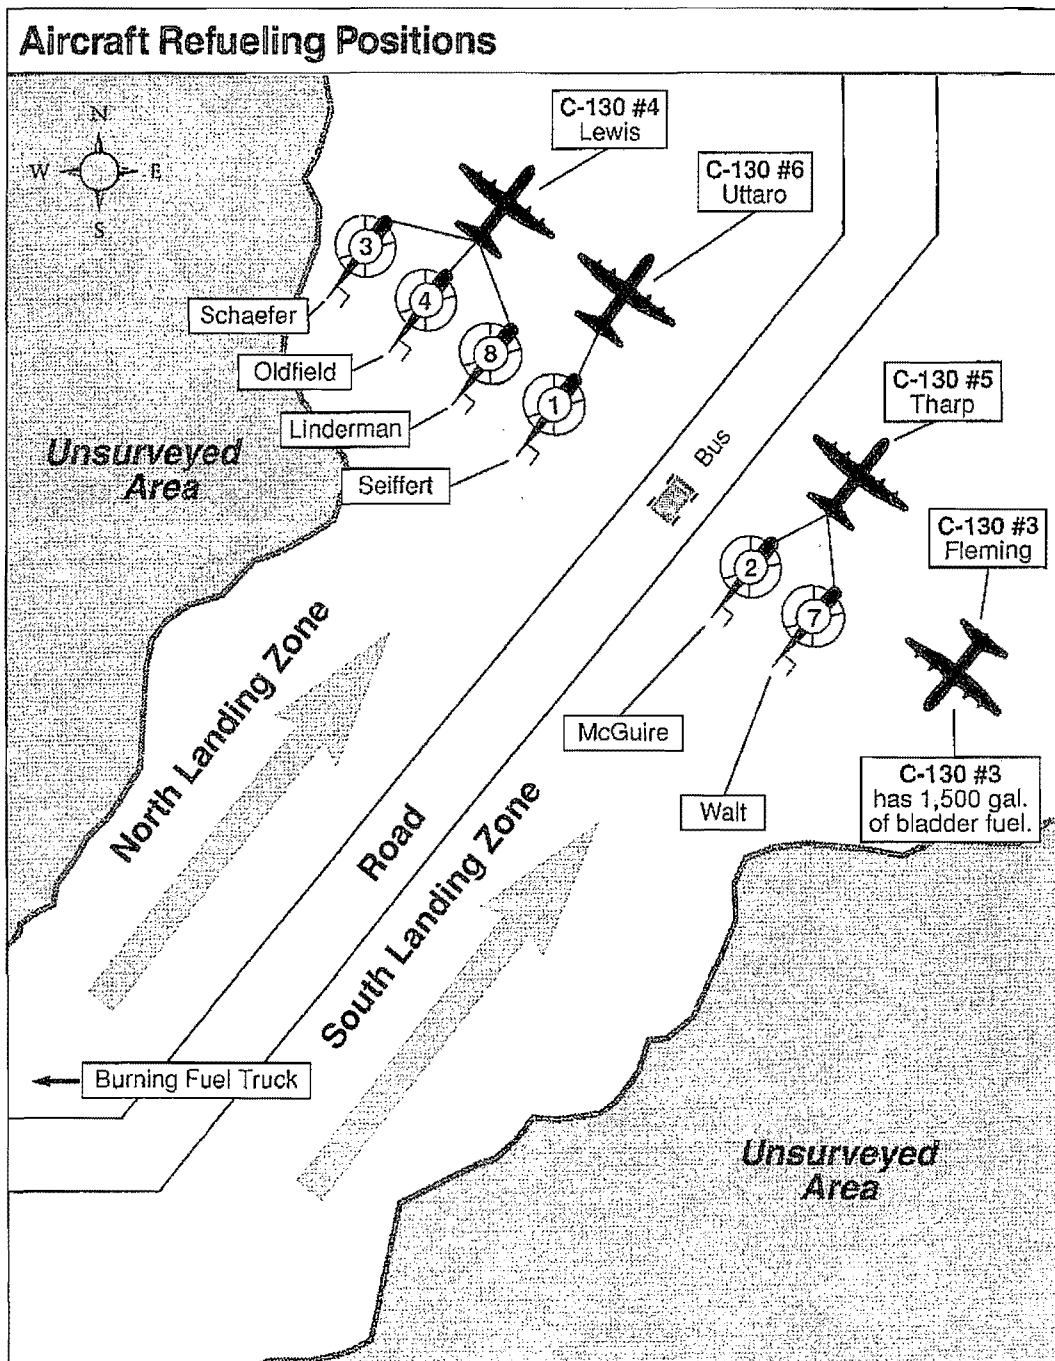 Aircraft Refueling Positions
N
W E
S
C-130 #4
Lewis
C-130 #6
Uttaro
3
4
8
1
Schaefer
Oldfield
Linderman
Seiffert
Unsurveyed
Area
Bus
C-130 #5
Tharp
C-130 #3
Fleming
2
7
McGuire
Walt
C-130 #3
has 1,500 gal.
of bladder fuel.
North Landing Zone
Road
South Landing Zone
Burning Fuel Truck
Unsurveyed
Area